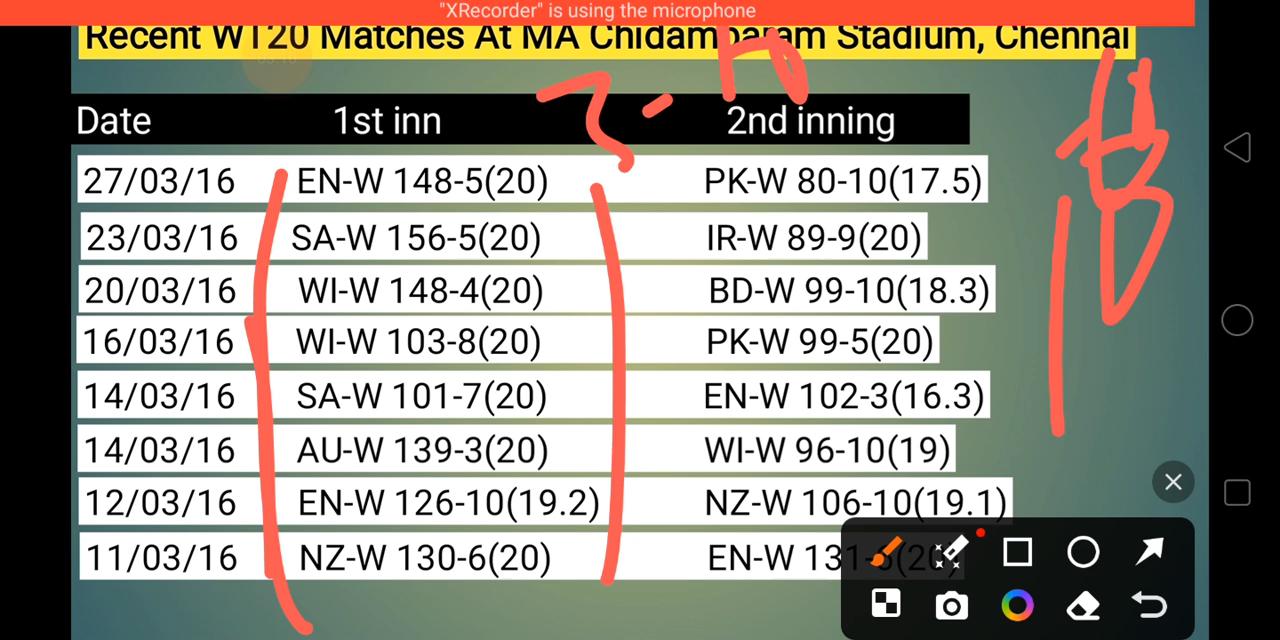 "XRecorder" is using the microphone
Recent WT20 Matches At MA Chidambaram Stadium, Chennai
Date 1st inn 2nd inning
27/03/16 EN-W 148-5(20) PK-W 80-10(17.5)
23/03/16 SA-W 156-5(20) IR-W 89-9(20)
20/03/16 WI-W 148-4(20) BD-W 99-10(18.3)
16/03/16 WI-W 103-8(20) PK-W 99-5(20)
14/03/16 SA-W 101-7(20) EN-W 102-3(16.3)
14/03/16 AU-W 139-3(20) WI-W 96-10(19)
12/03/16 EN-W 126-10(19.2) NZ-W 106-10(19.1)
11/03/16 NZ-W 130-6(20) EN-W